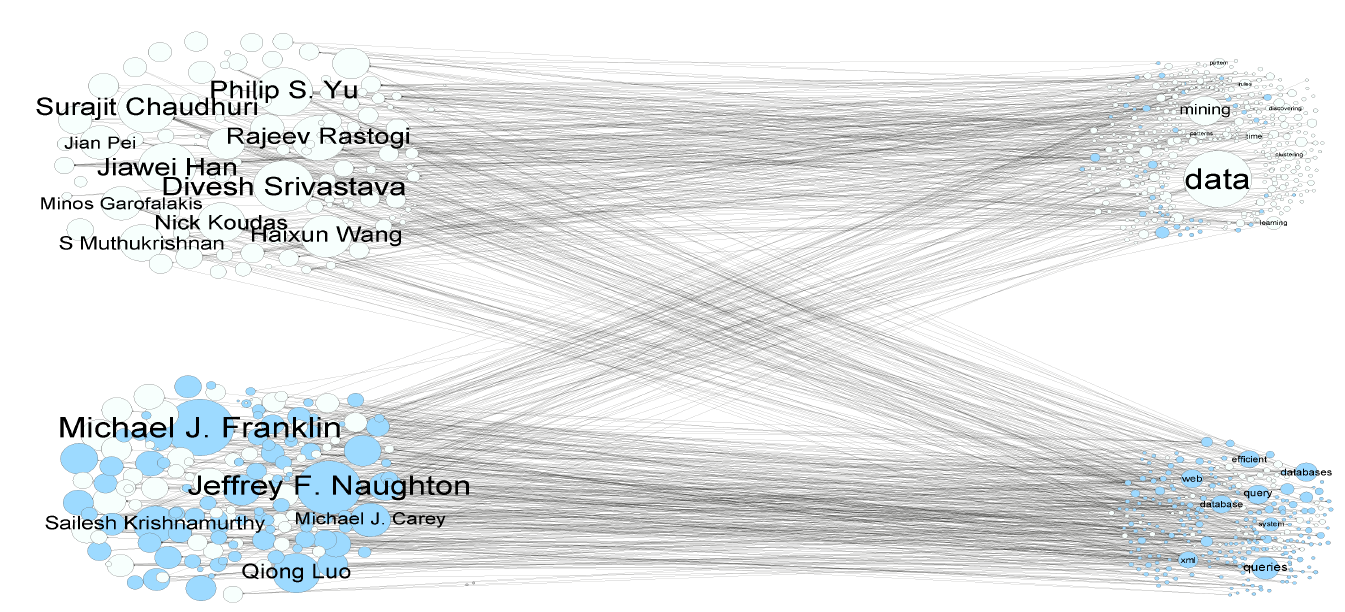 Philip S. Yu
Surajit Chaudhuri
Rajeev Rastogi
Jian Pei
Jiawei Han
Divesh Srivastava
Minos Garofalakis
Nick Koudas
Haixun Wang
S Muthukrishnan
pattern
rules
mining
discovering
patterns
time
clustering
data
learning
Michael J. Franklin
Jeffrey F. Naughton
Sailesh Krishnamurthy
Michael J. Carey
Qiong Luo
efficient
databases
web
query
database
system
xml
queries